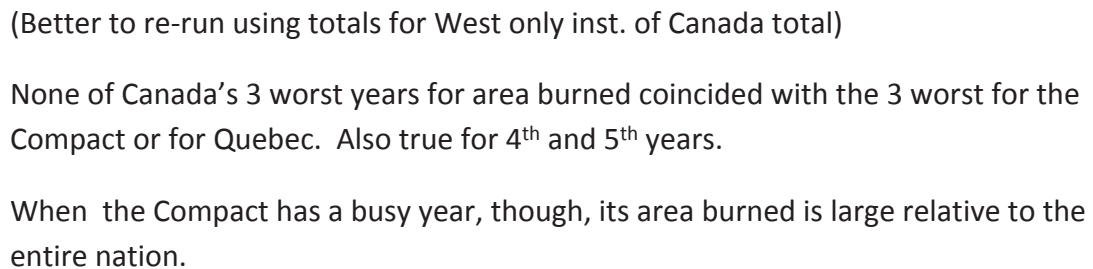 (Better to re-run using totals for West only inst. of Canada total)
None of Canada’s 3 worst years for area burned coincided with the 3 worst for the
Compact or for Quebec.  Also true for 4th and 5th years.
When  the Compact has a busy year, though, its area burned is large relative to the
entire nation.